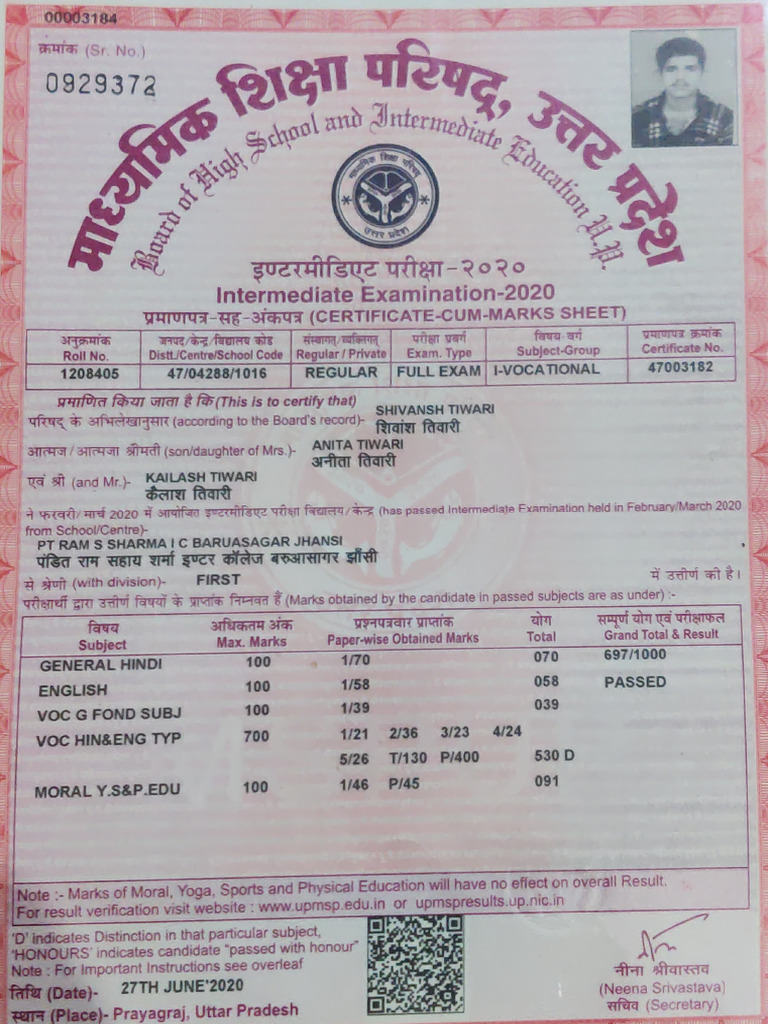 00003184
क्रमांक (Sr. No.)
0929372
माध्यमिक शिक्षा परिषद्, उत्तर प्रदेश
Board of High School and Intermediate Education U.P.
माध्यमिक शिक्षा परिषद्
उत्तर प्रदेश
इण्टरमीडिएट परीक्षा-२०२०
Intermediate Examination-2020
प्रमाणपत्र-सह-अंकपत्र (CERTIFICATE-CUM-MARKS SHEET)
अनुक्रमांक जनपद/केन्द्र/विद्यालय कोड संस्थागत/व्यक्तिगत परीक्षा प्रवर्ग विषय वर्ग प्रमाणपत्र क्रमांक
Roll No. Distt./Centre/School Code Regular / Private Exam. Type Subject-Group Certificate No.
1208405 47/04288/1016 REGULAR FULL EXAM I-VOCATIONAL 47003182
प्रमाणित किया जाता है कि (This is to certify that)
SHIVANSH TIWARI
परिषद् के अभिलेखानुसार (according to the Board's record)- शिवांश तिवारी
ANITA TIWARI
आत्मज/आत्मजा श्रीमती (son/daughter of Mrs.)- अनीता तिवारी
एवं श्री (and Mr.)- KAILASH TIWARI
कैलाश तिवारी
ने फरवरी/मार्च 2020 में आयोजित इण्टरमीडिएट परीक्षा विद्यालय/केन्द्र (has passed Intermediate Examination held in February/March 2020
from School/Centre)-
PT RAM S SHARMA I C BARUASAGAR JHANSI
पंडित राम सहाय शर्मा इण्टर कॉलेज बरुआसागर झाँसी
से श्रेणी (with division)- FIRST में उत्तीर्ण की है।
परीक्षार्थी द्वारा उत्तीर्ण विषयों के प्राप्तांक निम्नवत हैं (Marks obtained by the candidate in passed subjects are as under) :-
विषय अधिकतम अंक प्रश्नपत्रवार प्राप्तांक योग सम्पूर्ण योग एवं परीक्षाफल
Subject Max. Marks Paper-wise Obtained Marks Total Grand Total & Result
GENERAL HINDI 100 1/70 070 697/1000
ENGLISH 100 1/58 058 PASSED
VOC G FOND SUBJ 100 1/39 039
VOC HIN&ENG TYP 700 1/21 2/36 3/23 4/24
5/26 T/130 P/400 530 D
MORAL Y.S&P.EDU 100 1/46 P/45 091
Note :- Marks of Moral, Yoga, Sports and Physical Education will have no effect on overall Result.
For result verification visit website : www.upmsp.edu.in or upmspresults.up.nic.in
'D' Indicates Distinction in that particular subject,
'HONOURS' indicates candidate "passed with honour"
Note : For Important Instructions see overleaf
तिथि (Date)- 27TH JUNE'2020
स्थान (Place)- Prayagraj, Uttar Pradesh
नीना श्रीवास्तव
(Neena Srivastava)
सचिव (Secretary)